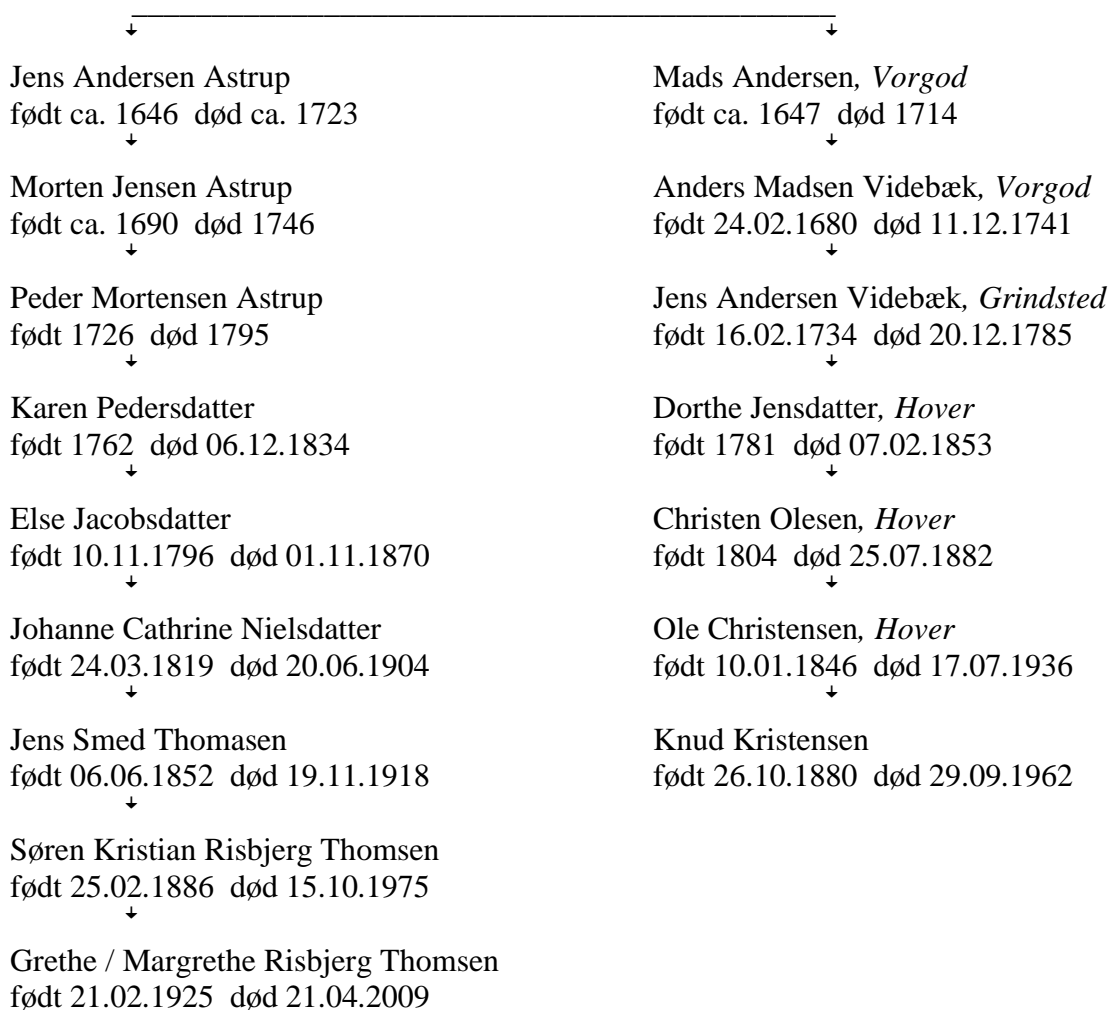 Jens Andersen Astrup
født ca. 1646 død ca. 1723
Morten Jensen Astrup
født ca. 1690 død 1746
Peder Mortensen Astrup
født 1726 død 1795
Karen Pedersdatter
født 1762 død 06.12.1834
Else Jacobsdatter
født 10.11.1796 død 01.11.1870
Johanne Cathrine Nielsdatter
født 24.03.1819 død 20.06.1904
Jens Smed Thomasen
født 06.06.1852 død 19.11.1918
Søren Kristian Risbjerg Thomsen
født 25.02.1886 død 15.10.1975
Grethe / Margrethe Risbjerg Thomsen
født 21.02.1925 død 21.04.2009
Mads Andersen, Vorgod
født ca. 1647 død 1714
Anders Madsen Videbæk, Vorgod
født 24.02.1680 død 11.12.1741
Jens Andersen Videbæk, Grindsted
født 16.02.1734 død 20.12.1785
Dorthe Jensdatter, Hover
født 1781 død 07.02.1853
Christen Olesen, Hover
født 1804 død 25.07.1882
Ole Christensen, Hover
født 10.01.1846 død 17.07.1936
Knud Kristensen
født 26.10.1880 død 29.09.1962